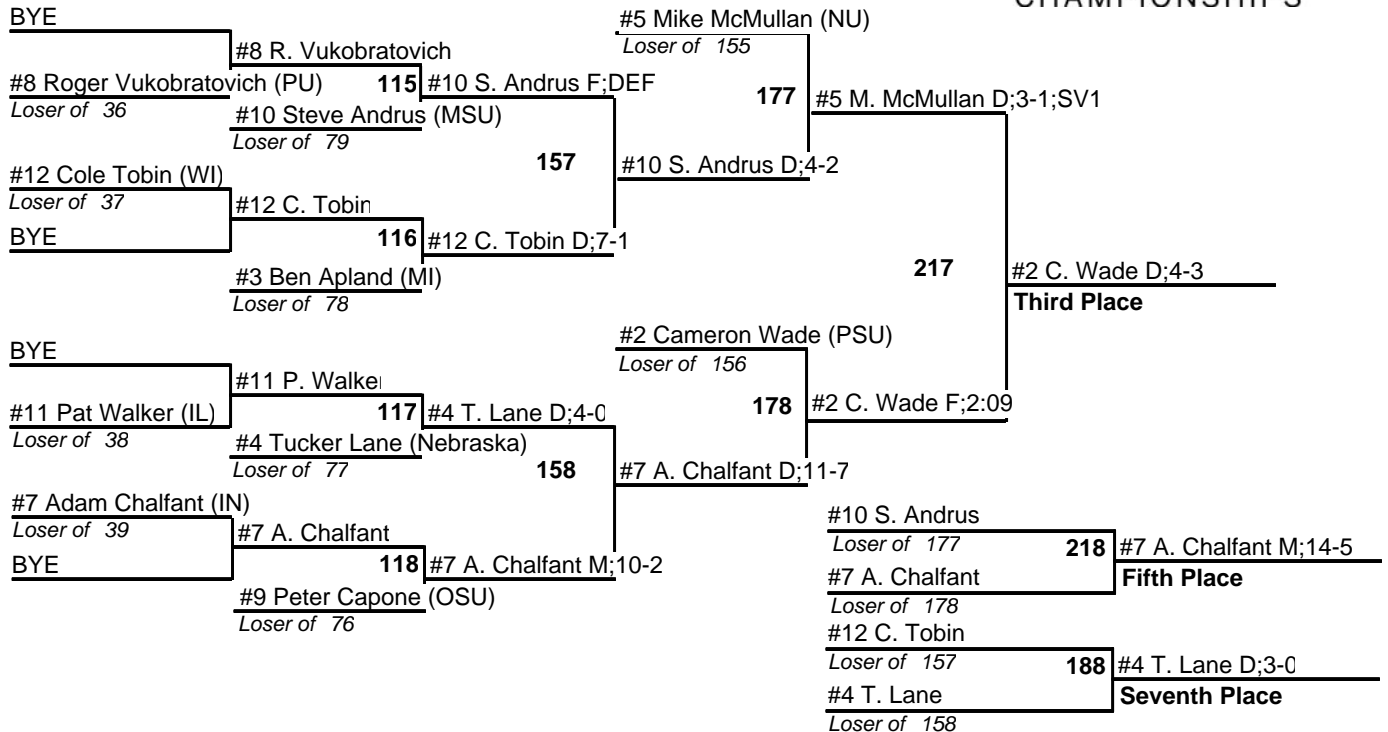 CHAMPIONSHIPS
BYE
#8 R. Vukobratovich
#8 Roger Vukobratovich (PU)
Loser of 36
115
#10 S. Andrus F;DEF
#10 Steve Andrus (MSU)
Loser of 79
157
#12 Cole Tobin (WI)
Loser of 37
#12 C. Tobin
BYE
116
#12 C. Tobin D;7-1
#3 Ben Apland (MI)
Loser of 78
#5 Mike McMullan (NU)
Loser of 155
177
#5 M. McMullan D;3-1;SV1
#10 S. Andrus D;4-2
217
#2 C. Wade D;4-3
Third Place
BYE
#11 P. Walker
#11 Pat Walker (IL)
Loser of 38
117
#4 T. Lane D;4-0
#4 Tucker Lane (Nebraska)
Loser of 77
158
#7 Adam Chalfant (IN)
Loser of 39
#7 A. Chalfant
BYE
118
#7 A. Chalfant M;10-2
#9 Peter Capone (OSU)
Loser of 76
#2 Cameron Wade (PSU)
Loser of 156
178
#2 C. Wade F;2:09
#7 A. Chalfant D;11-7
#10 S. Andrus
Loser of 177
218
#7 A. Chalfant M;14-5
#7 A. Chalfant
Fifth Place
Loser of 178
#12 C. Tobin
Loser of 157
188
#4 T. Lane D;3-0
#4 T. Lane
Seventh Place
Loser of 158